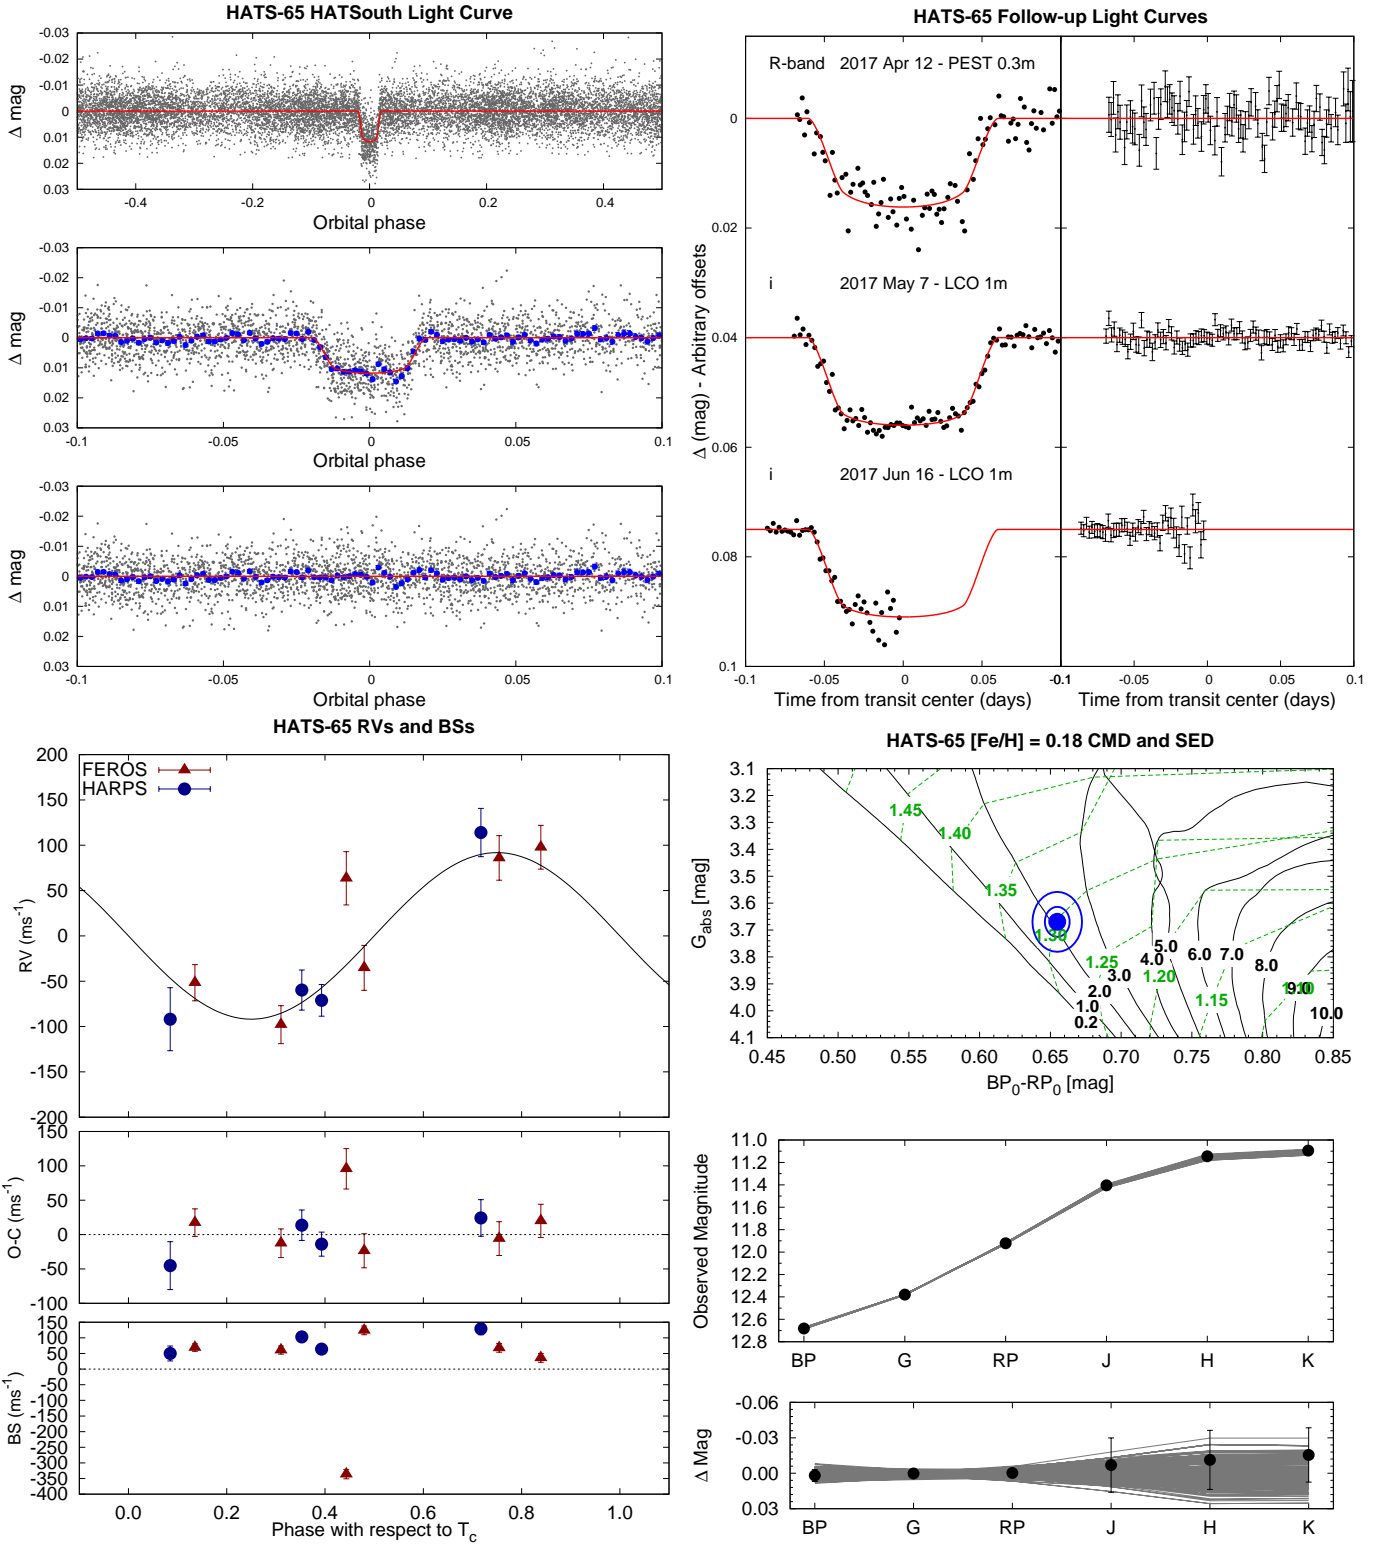 HATS-65 HATSouth Light Curve
-0.03
-0.02
-0.01
0
0.01
0.02
0.03
Δ mag
-0.4 -0.2 0 0.2 0.4
Orbital phase
-0.03
-0.02
-0.01
0
0.01
0.02
0.03
Δ mag
-0.1 -0.05 0 0.05 0.1
Orbital phase
-0.03
-0.02
-0.01
0
0.01
0.02
0.03
Δ mag
-0.1 -0.05 0 0.05 0.1
Orbital phase
HATS-65 Follow-up Light Curves
R-band 2017 Apr 12 - PEST 0.3m
i 2017 May 7 - LCO 1m
i 2017 Jun 16 - LCO 1m
0
0.02
0.04
0.06
0.08
0.1
Δ (mag) - Arbitrary offsets
-0.1 -0.05 0 0.05 0.1
-0.1 -0.05 0 0.05 0.1
Time from transit center (days)
Time from transit center (days)
HATS-65 RVs and BSs
FEROS
HARPS
200
150
100
50
0
-50
-100
-150
-200
RV (ms-1)
150
100
50
0
-50
-100
O-C (ms-1)
150
100
50
0
-50
-100
-150
-200
-250
-300
-350
-400
BS (ms-1)
0.0 0.2 0.4 0.6 0.8 1.0
Phase with respect to Tc
HATS-65 [Fe/H] = 0.18 CMD and SED
3.1
3.2
3.3
3.4
3.5
3.6
3.7
3.8
3.9
4.0
4.1
Gabs [mag]
1.45
1.40
1.35
1.30
1.25
1.20
1.15
1.10
0.2
1.0
2.0
3.0
4.0
5.0
6.0
7.0
8.0
9.0
10.0
0.45 0.50 0.55 0.60 0.65 0.70 0.75 0.80 0.85
BP0-RP0 [mag]
11.0
11.2
11.4
11.6
11.8
12.0
12.2
12.4
12.6
12.8
Observed Magnitude
BP G RP J H K
-0.06
-0.03
0.00
0.03
Δ Mag
BP G RP J H K